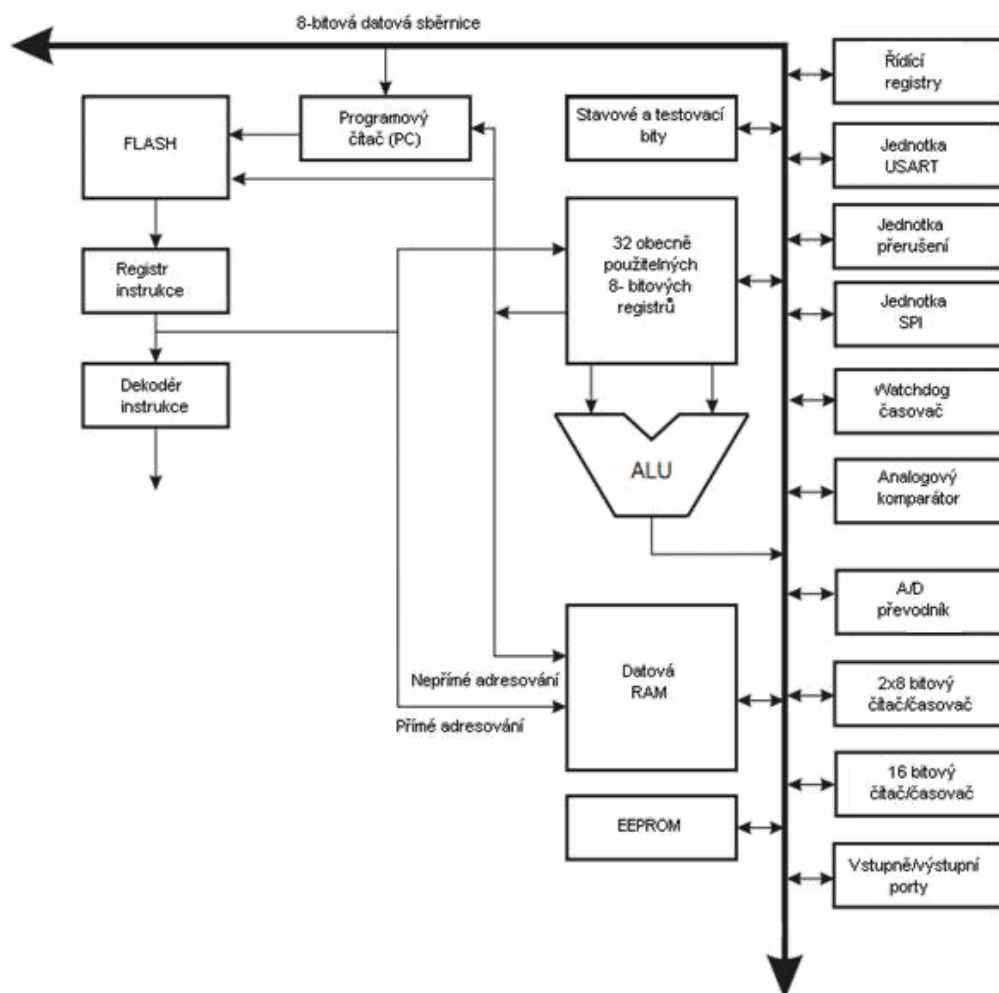 8-bitová datová sběrnice
FLASH
Programový
čítač (PC)
Registr
instrukce
Dekodér
instrukce
Stavové a testovací
bity
32 obecně
použitelných
8- bitových
registrů
ALU
Nepřímé adresování
Přímé adresování
Datová
RAM
EEPROM
Řídící
registry
Jednotka
USART
Jednotka
přerušení
Jednotka
SPI
Watchdog
časovač
Analogový
komparátor
A/D
převodník
2x8 bitový
čítač/časovač
16 bitový
čítač/časovač
Vstupně/výstupní
porty